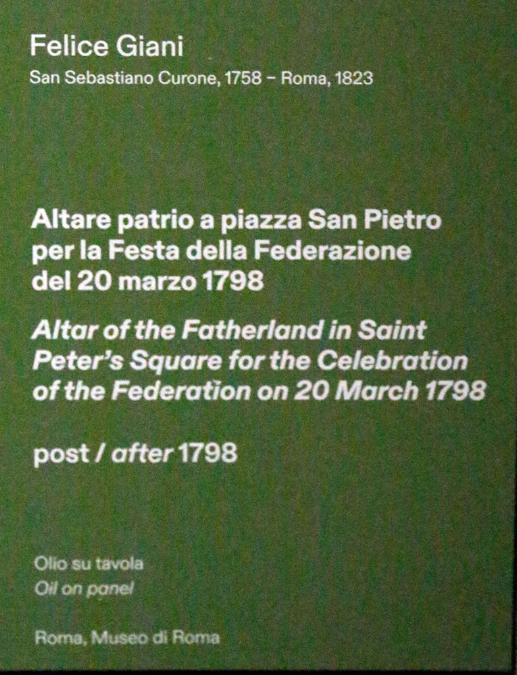 Felice Giani
San Sebastiano Curone, 1758 – Roma, 1823
Altare patrio a piazza San Pietro
per la Festa della Federazione
del 20 marzo 1798
Altar of the Fatherland in Saint
Peter's Square for the Celebration
of the Federation on 20 March 1798
post / after 1798
Olio su tavola
Oil on panel
Roma, Museo di Roma